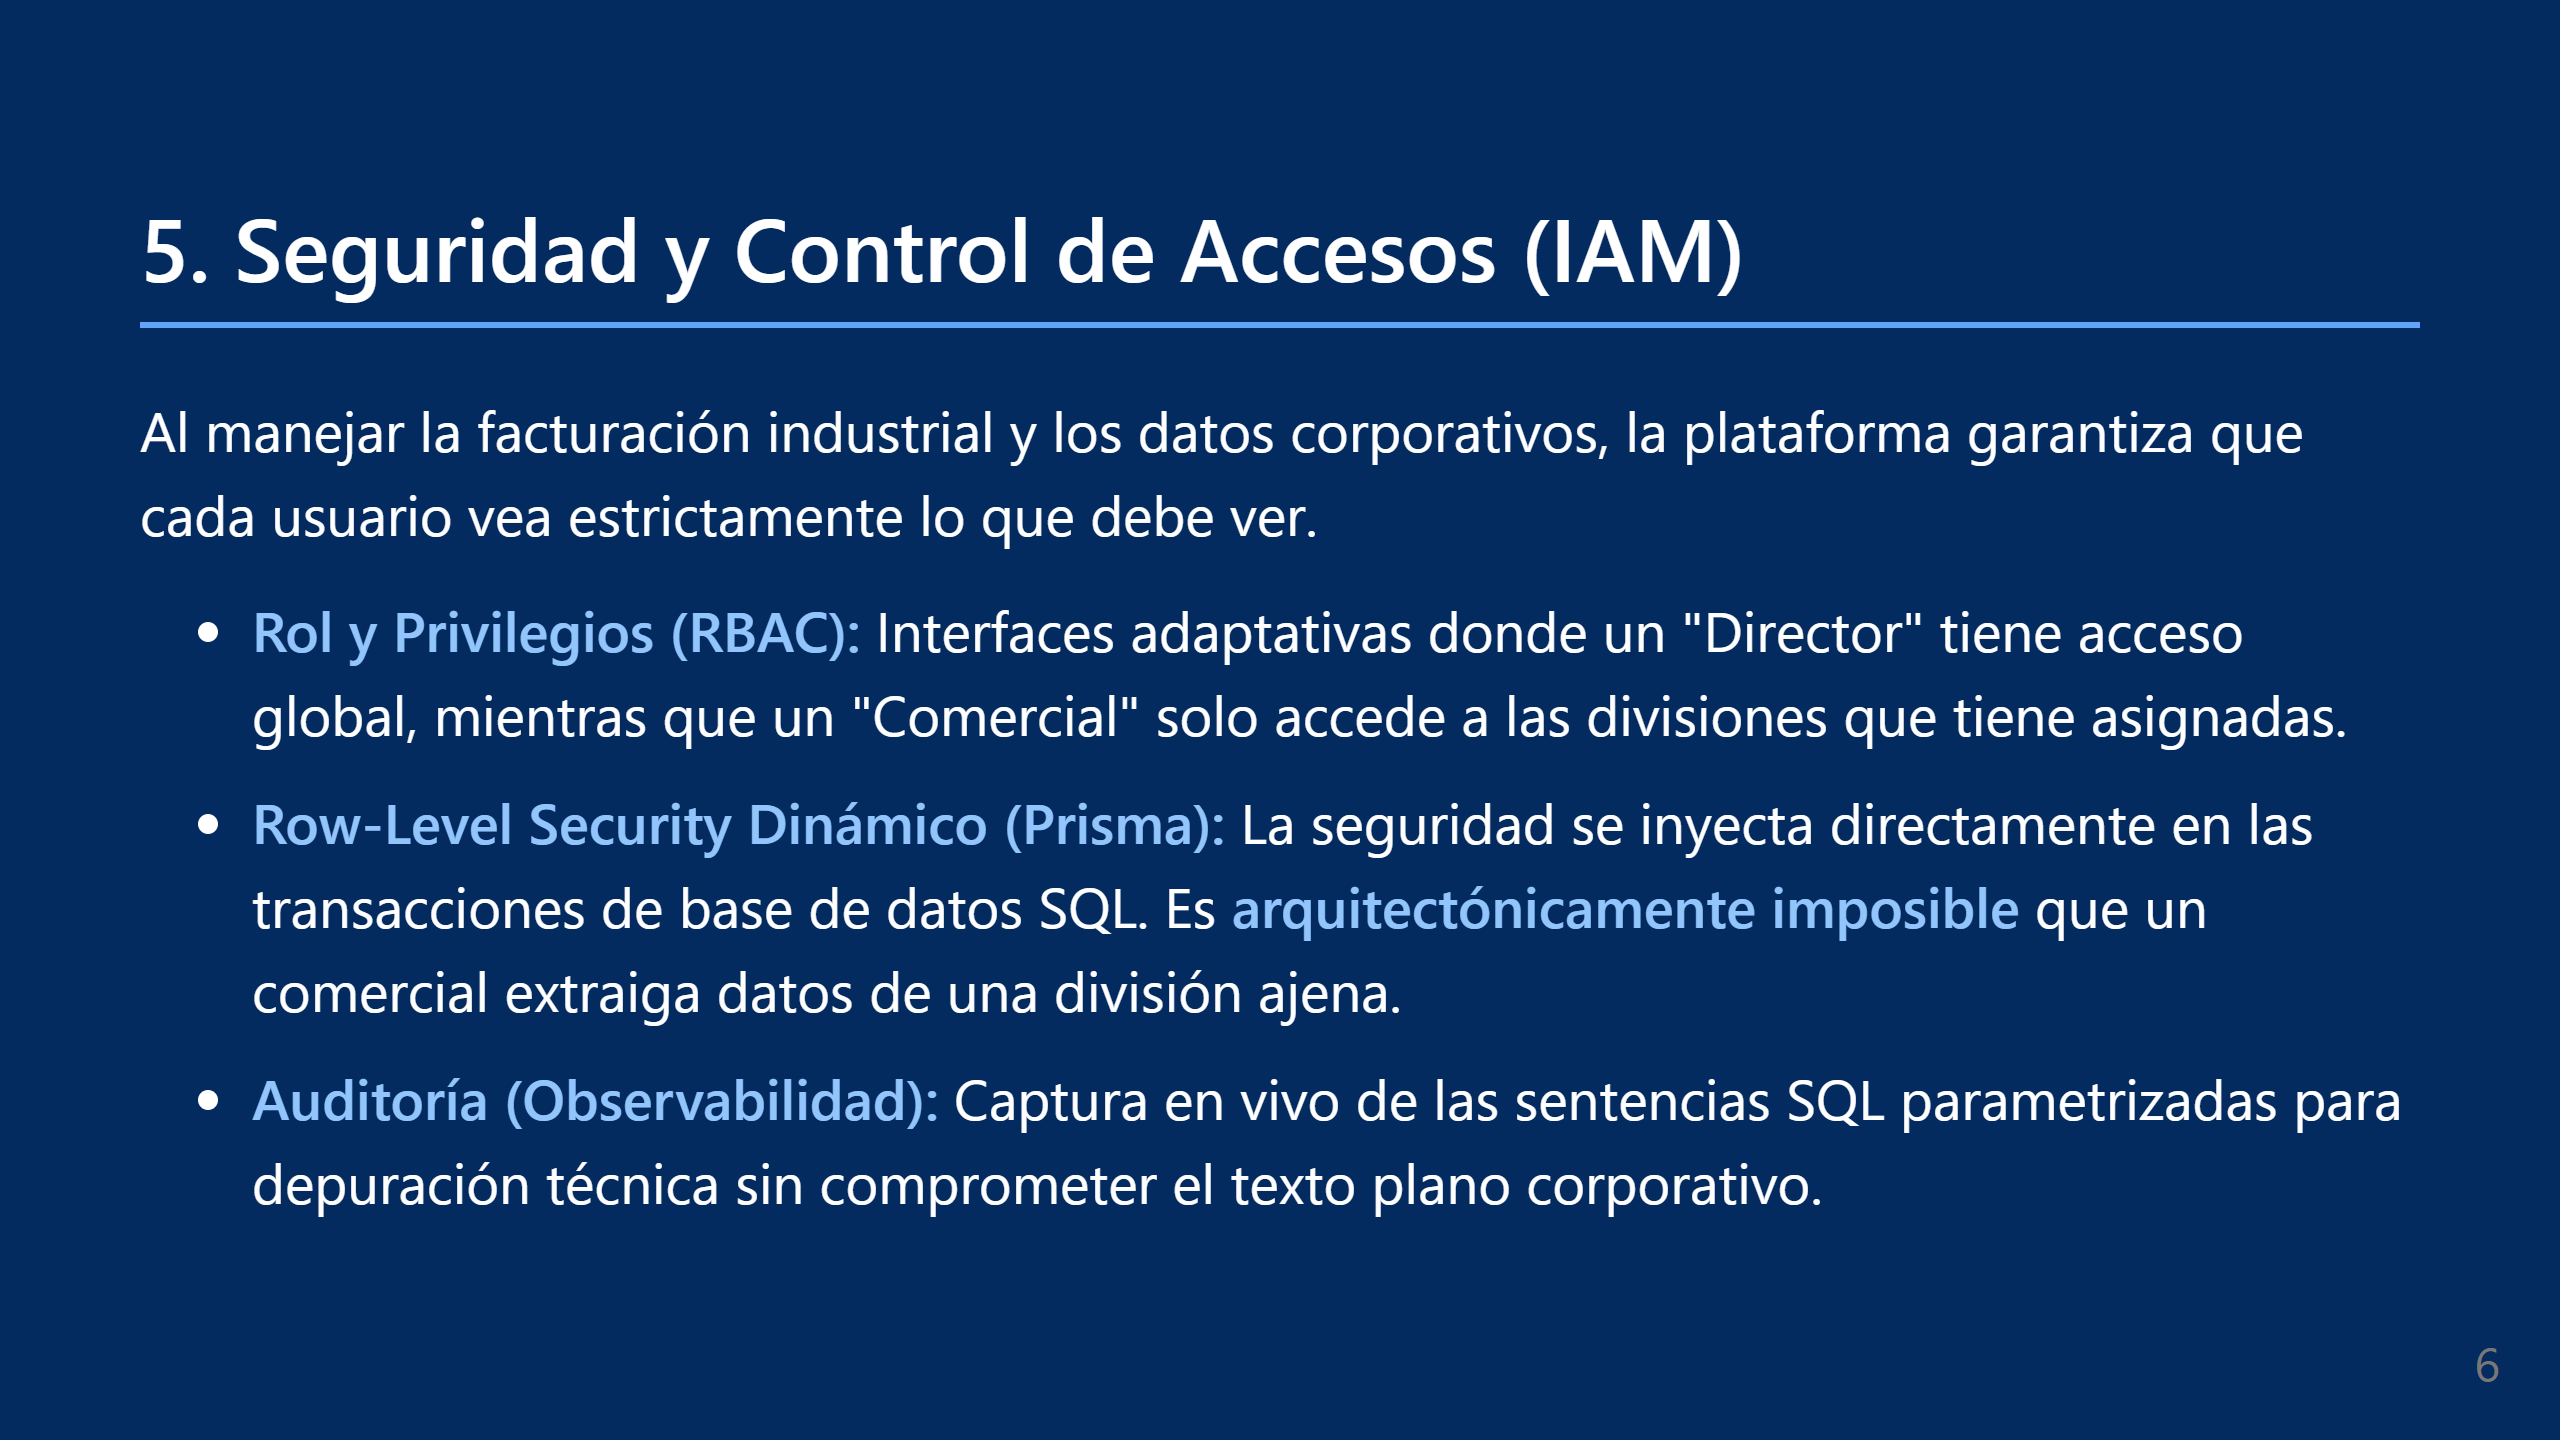 5. Seguridad y Control de Accesos (IAM)
Al manejar la facturación industrial y los datos corporativos, la plataforma garantiza que
cada usuario vea estrictamente lo que debe ver.
• Rol y Privilegios (RBAC): Interfaces adaptativas donde un "Director" tiene acceso
global, mientras que un "Comercial" solo accede a las divisiones que tiene asignadas.
• Row-Level Security Dinámico (Prisma): La seguridad se inyecta directamente en las
transacciones de base de datos SQL. Es arquitectónicamente imposible que un
comercial extraiga datos de una división ajena.
• Auditoría (Observabilidad): Captura en vivo de las sentencias SQL parametrizadas para
depuración técnica sin comprometer el texto plano corporativo.
6